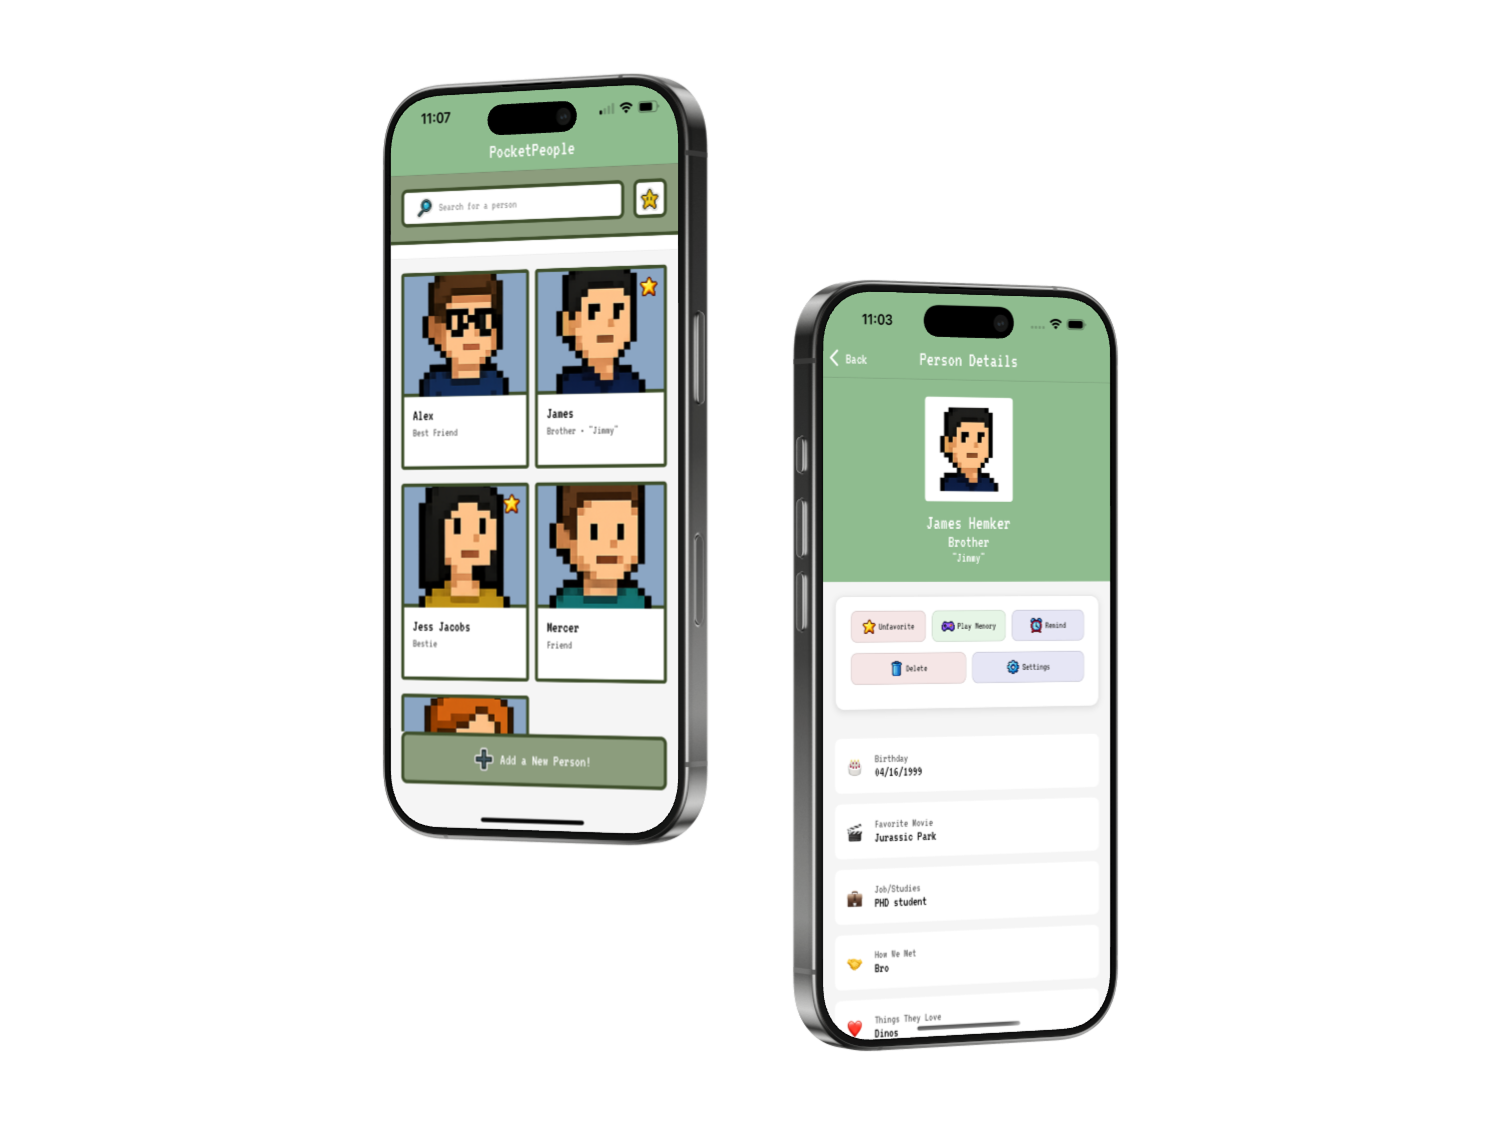 11:07
PocketPeople
Search for a person
Alex
Best Friend
James
Brother • "Jimmy"
Jess Jacobs
Bestie
Mercer
Friend
Add a New Person!
11:03
Back
Person Details
James Hemker
Brother
"Jimmy"
Unfavorite
Play Memory
Remind
Delete
Settings
Birthday
04/16/1999
Favorite Movie
Jurassic Park
Job/Studies
PHD student
How We Met
Bro
Things They Love
Dinos